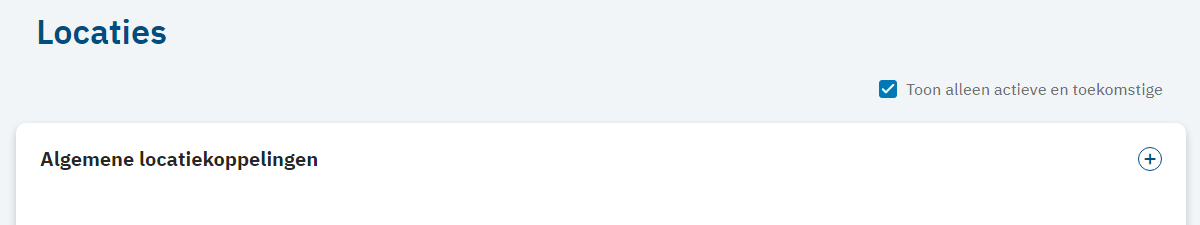 Locaties
Toon alleen actieve en toekomstige
Algemene locatiekoppelingen